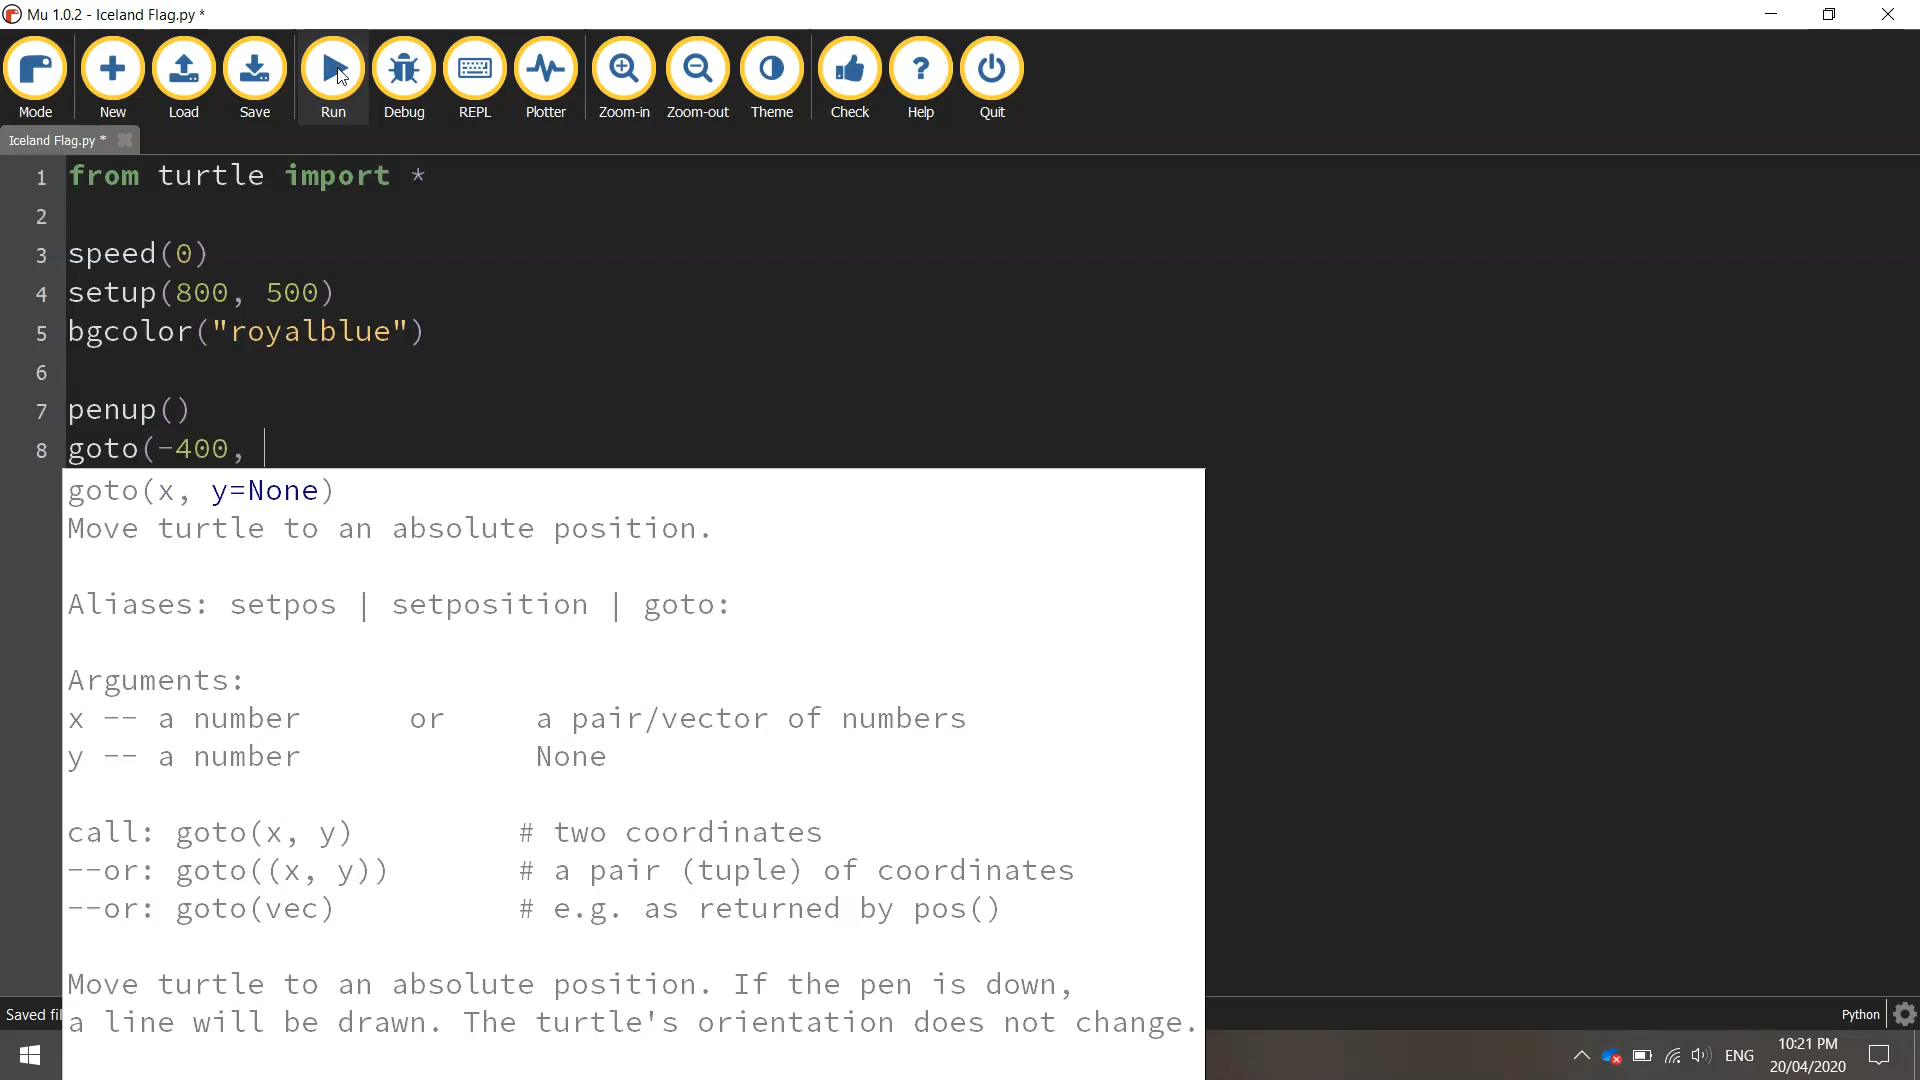 Mu 1.0.2 - Iceland Flag.py *
Mode New Load Save Run Debug REPL Plotter Zoom-in Zoom-out Theme Check Help Quit
Iceland Flag.py *
1 from turtle import *
2
3 speed(0)
4 setup(800, 500)
5 bgcolor("royalblue")
6
7 penup()
8 goto(-400,
goto(x, y=None)
Move turtle to an absolute position.
Aliases: setpos | setposition | goto:
Arguments:
x -- a number or a pair/vector of numbers
y -- a number None
call: goto(x, y) # two coordinates
--or: goto((x, y)) # a pair (tuple) of coordinates
--or: goto(vec) # e.g. as returned by pos()
Move turtle to an absolute position. If the pen is down,
a line will be drawn. The turtle's orientation does not change.
Saved fil
Python
ENG
10:21 PM
20/04/2020